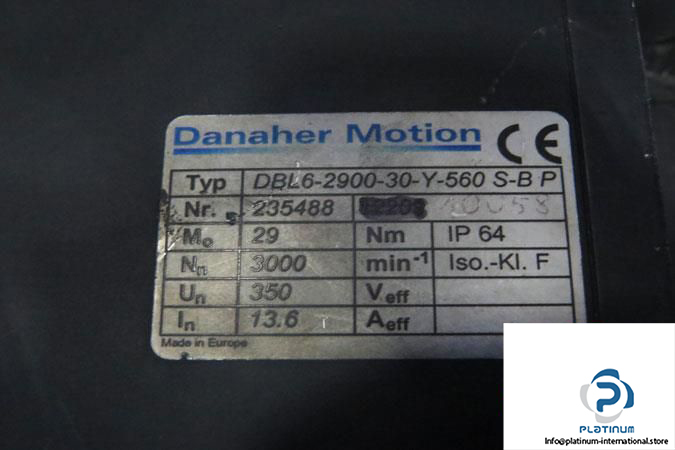 Danaher Motion CE
Typ DBL6-2900-30-Y-560 S-B P
Nr. 235488
M₀ 29 Nm IP 64
Nₙ 3000 min⁻¹ Iso.-Kl. F
Uₙ 350 Veff
Iₙ 13.6 Aeff
Made in Europe
P
PLATINUM
Info@platinum-international.store